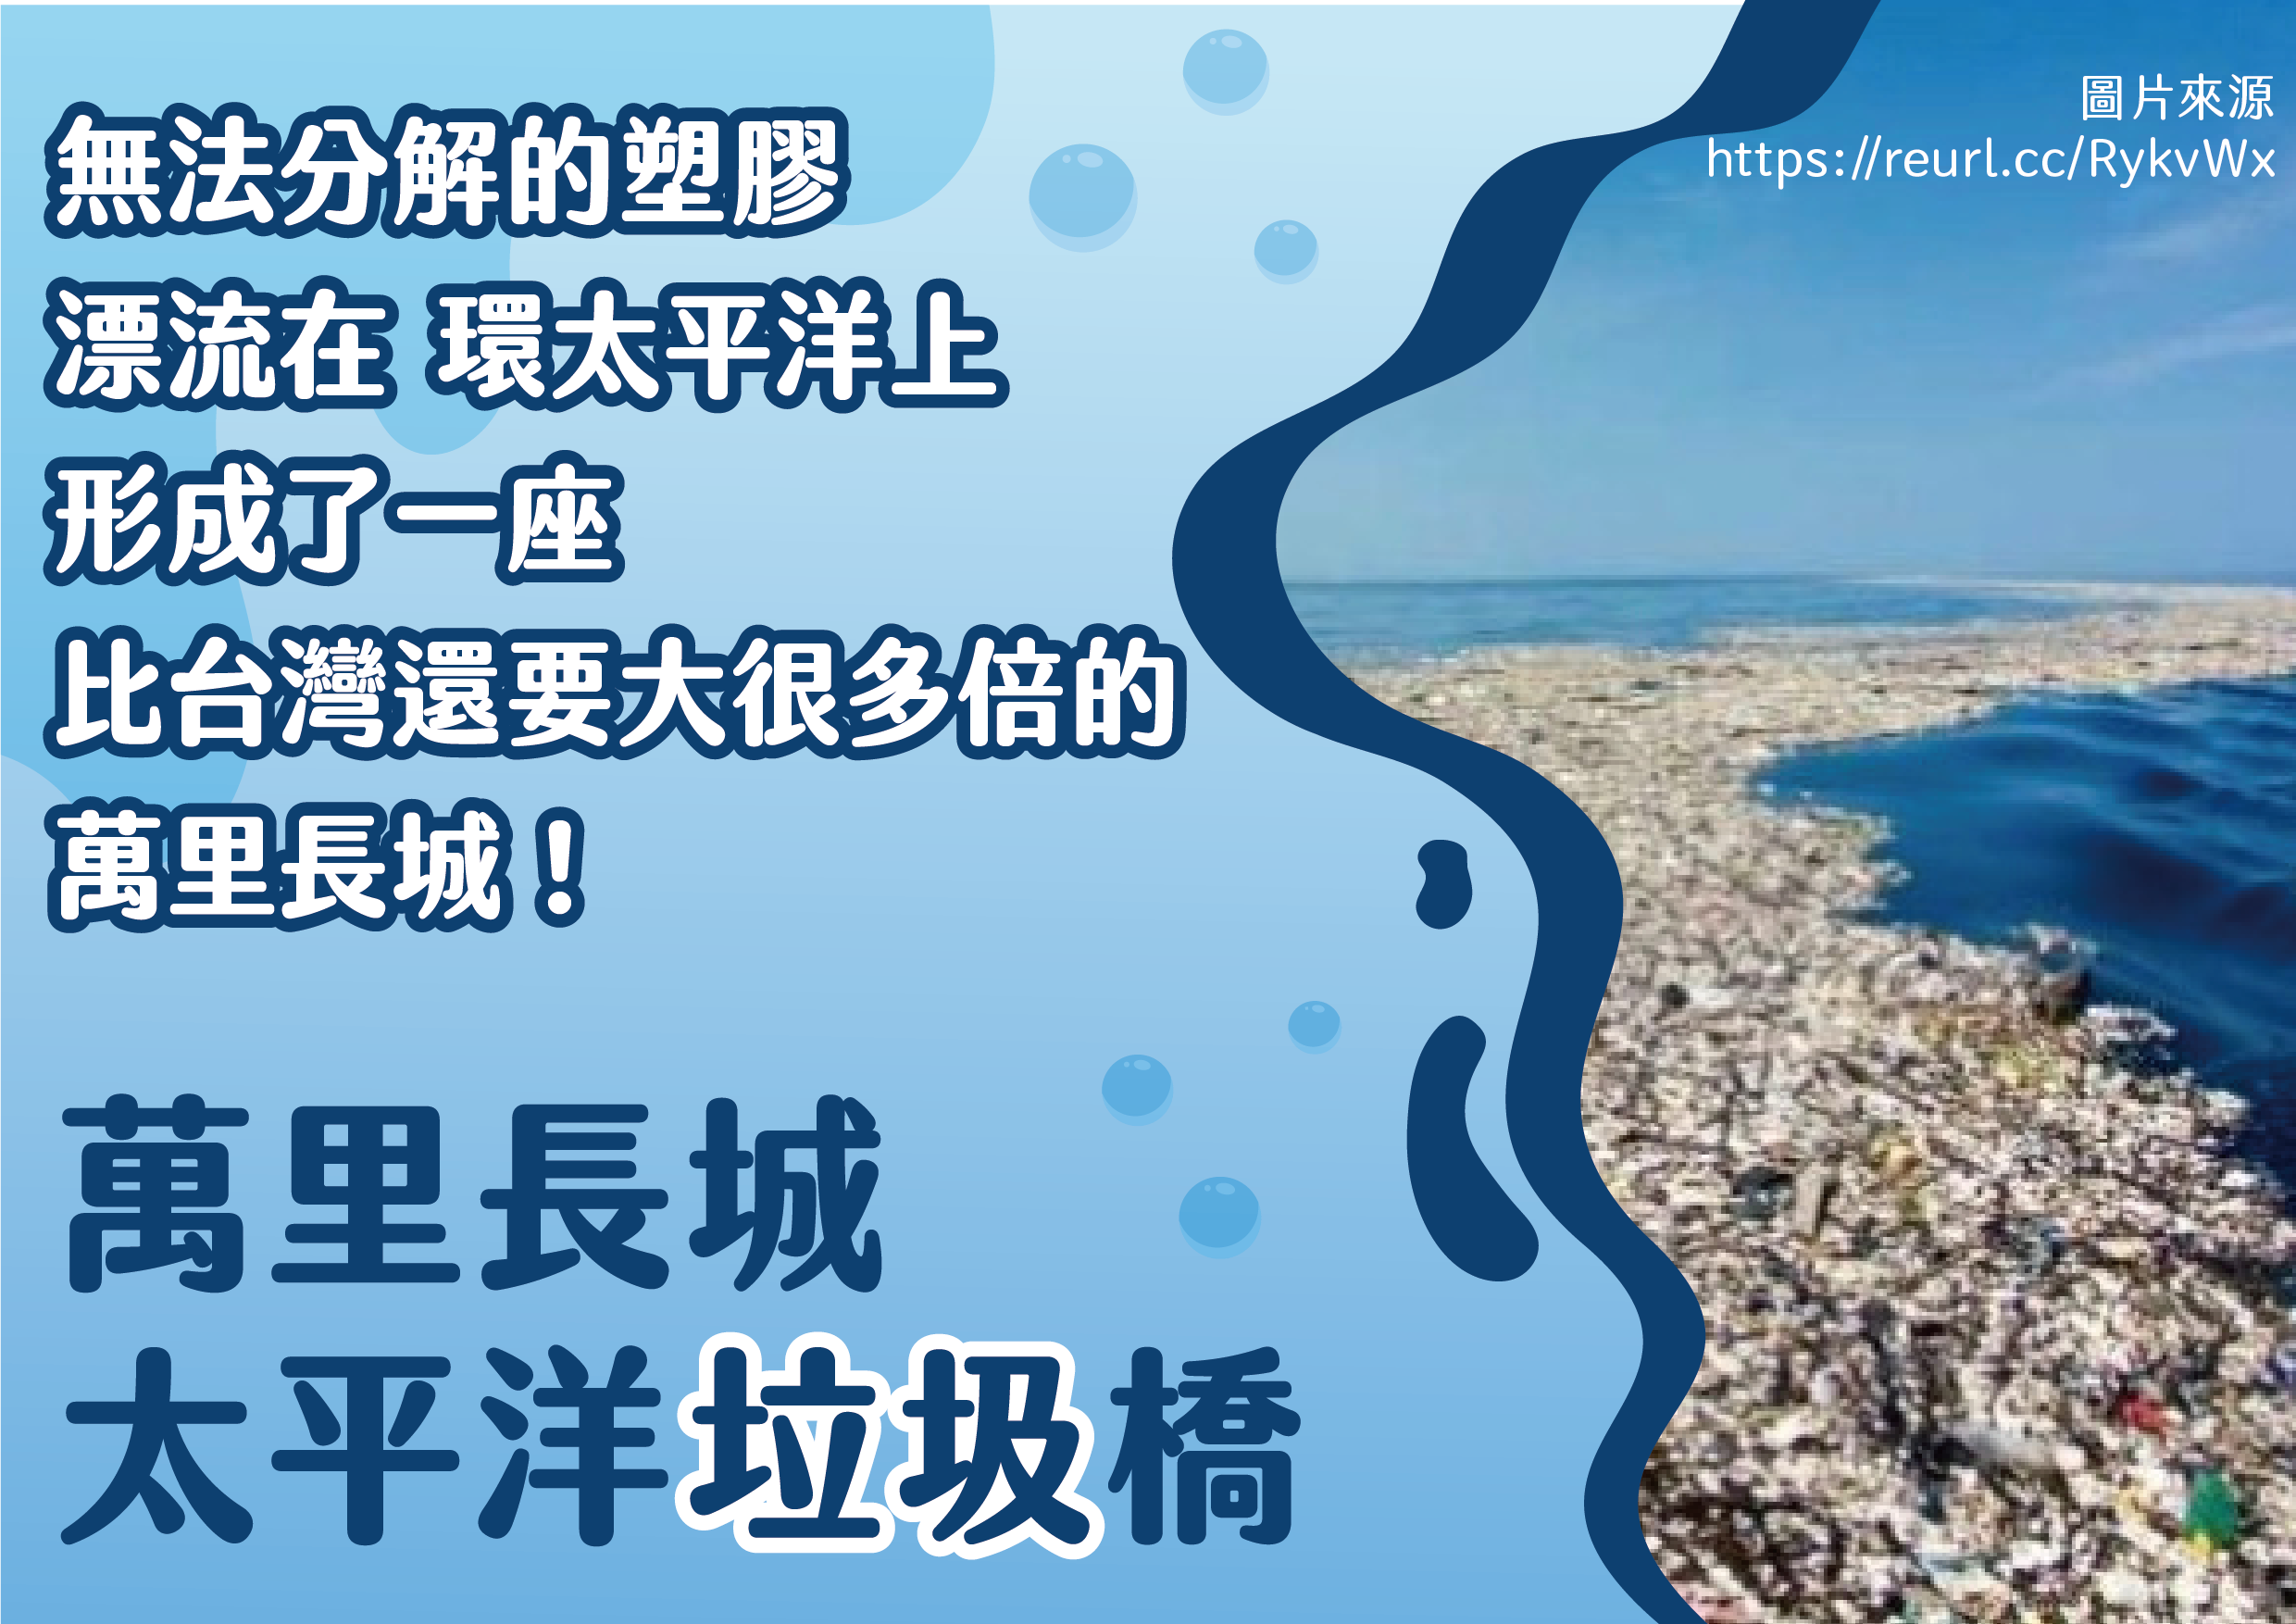 無法分解的塑膠
漂流在 環太平洋上
形成了一座
比台灣還要大很多倍的
萬里長城！
萬里長城
太平洋垃圾橋
圖片來源
https://reurl.cc/RykvWx